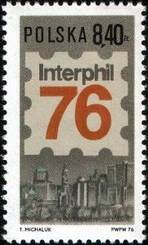 POLSKA 8,40 zł.
Interphil
76
T. MICHALUK PWPW 76